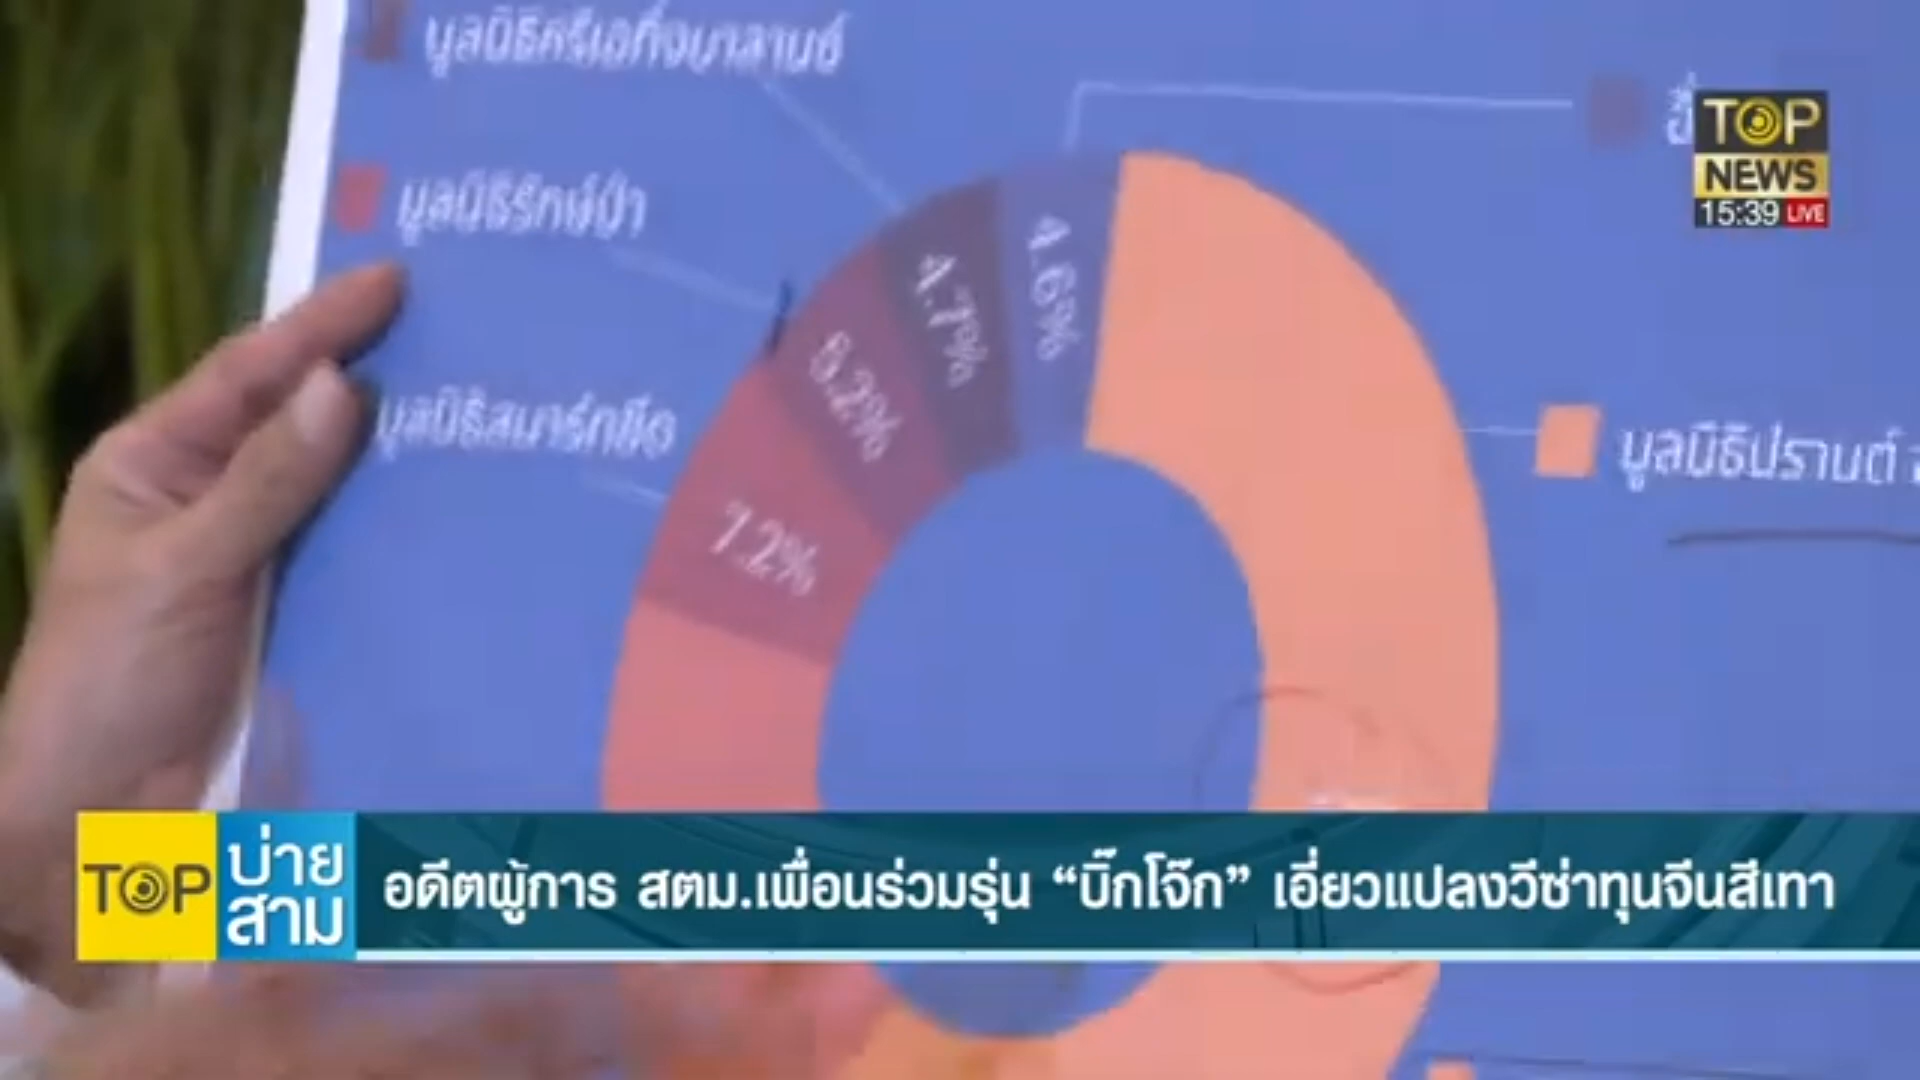 มูลนิธิครีเอทิ้งบาลานซ์
TOP
NEWS
15:39 LIVE
มูลนิธิรักษ์ป่า
4.6%
4.7%
6.2%
มูลนิธิสมาร์ทคิด
มูลนิธิปรานต์
7.2%
TOP บ่ายสาม
อดีตผู้การ สตม.เพื่อนร่วมรุ่น “บิ๊กโจ๊ก” เอี่ยวแปลงวีซ่าทุนจีนสีเทา